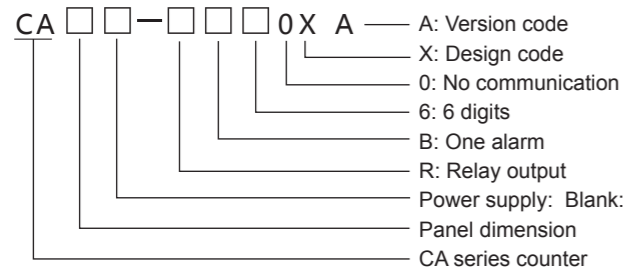 CA□□-□□□0X A
A: Version code
X: Design code
0: No communication
6: 6 digits
B: One alarm
R: Relay output
Power supply: Blank:
Panel dimension
CA series counter